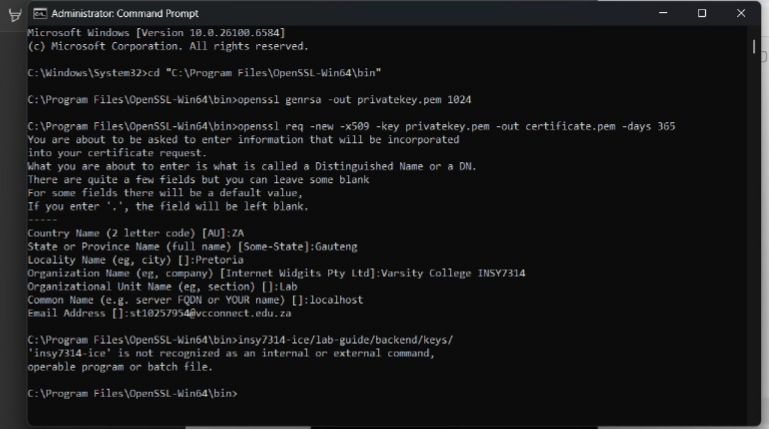 Administrator: Command Prompt
Microsoft Windows [Version 10.0.26100.6584]
(c) Microsoft Corporation. All rights reserved.
C:\Windows\System32>cd "C:\Program Files\OpenSSL-Win64\bin"
C:\Program Files\OpenSSL-Win64\bin>openssl genrsa -out privatekey.pem 1024
C:\Program Files\OpenSSL-Win64\bin>openssl req -new -x509 -key privatekey.pem -out certificate.pem -days 365
You are about to be asked to enter information that will be incorporated
into your certificate request.
What you are about to enter is what is called a Distinguished Name or a DN.
There are quite a few fields but you can leave some blank
For some fields there will be a default value,
If you enter '.', the field will be left blank.
-----
Country Name (2 letter code) [AU]:ZA
State or Province Name (full name) [Some-State]:Gauteng
Locality Name (eg, city) []:Pretoria
Organization Name (eg, company) [Internet Widgits Pty Ltd]:Varsity College INSY7314
Organizational Unit Name (eg, section) []:Lab
Common Name (e.g. server FQDN or YOUR name) []:localhost
Email Address []:st10257954@vcconnect.edu.za
C:\Program Files\OpenSSL-Win64\bin>insy7314-ice/lab-guide/backend/keys/
'insy7314-ice' is not recognized as an internal or external command,
operable program or batch file.
C:\Program Files\OpenSSL-Win64\bin>